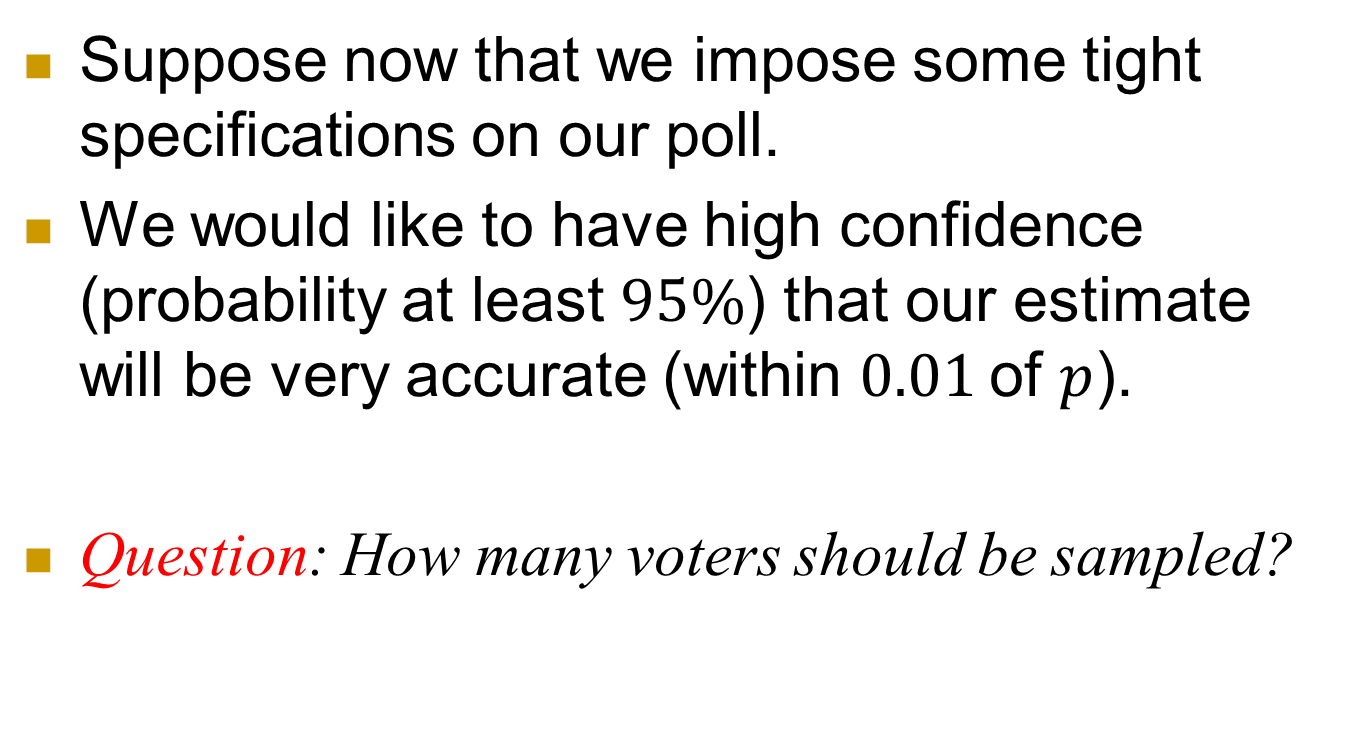 Suppose now that we impose some tight
specifications on our poll.
We would like to have high confidence
(probability at least 95%) that our estimate
will be very accurate (within 0.01 of p).
Question: How many voters should be sampled?